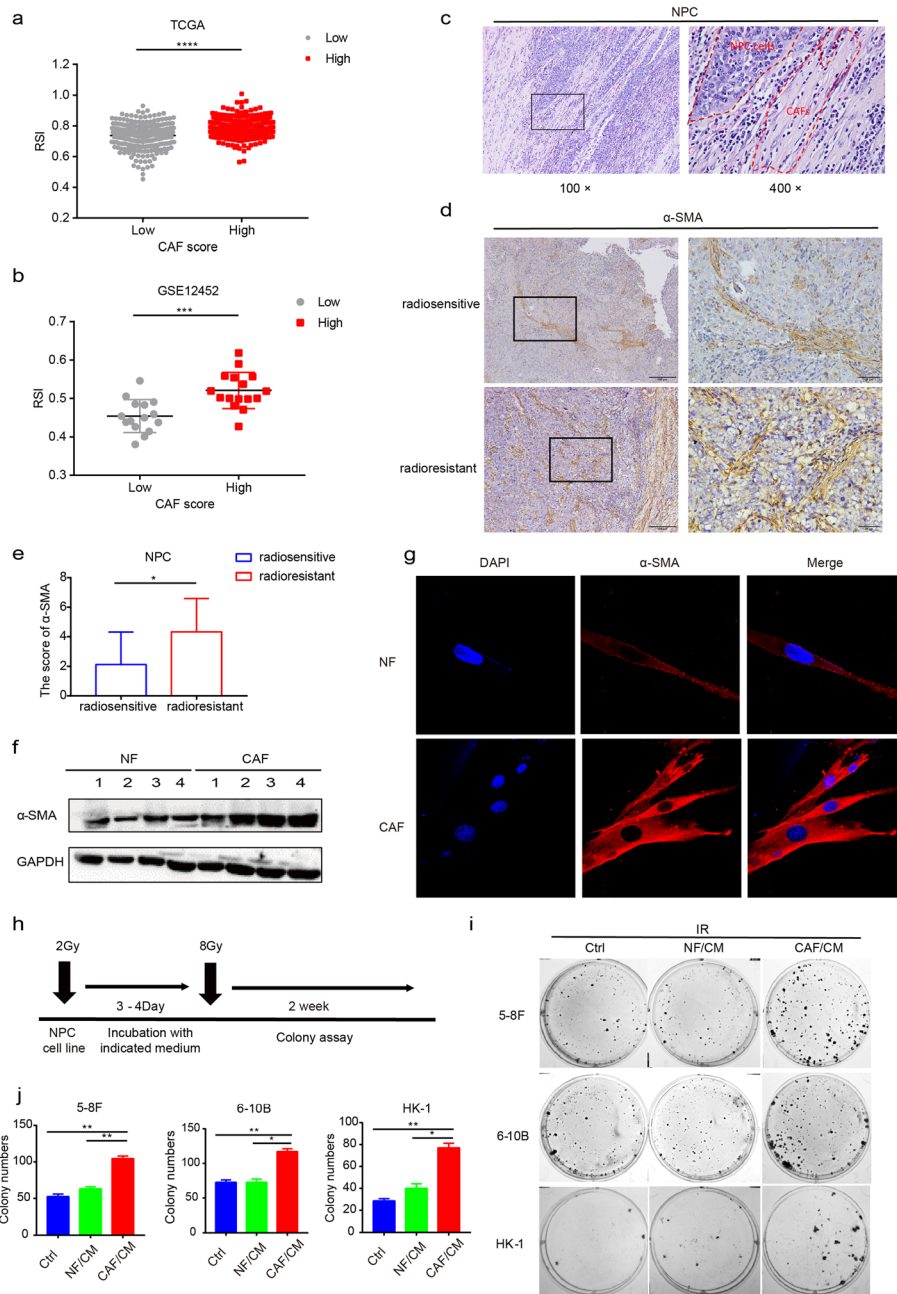 a
TCGA
****
Low
High
RSI
1.2
1.0
0.8
0.6
0.4
0.2
Low High
CAF score
b
GSE12452
***
Low
High
RSI
0.7
0.6
0.5
0.4
0.3
Low High
CAF score
c
NPC
NPC cells
CAFs
100 × 400 ×
d
α-SMA
radiosensitive
radioresistant
e
NPC
radiosensitive
radioresistant
*
The score of α-SMA
8
6
4
2
0
radiosensitive radioresistant
f
NF CAF
1 2 3 4 1 2 3 4
α-SMA
GAPDH
g
DAPI α-SMA Merge
NF
CAF
h
2Gy 8Gy
3 - 4Day 2 week
NPC
cell line
Incubation with
indicated medium
Colony assay
i
IR
Ctrl NF/CM CAF/CM
5-8F
6-10B
HK-1
j
5-8F
**
**
Colony numbers
150
100
50
0
Ctrl NF/CM CAF/CM
6-10B
**
*
Colony numbers
200
150
100
50
0
Ctrl NF/CM CAF/CM
HK-1
**
*
Colony numbers
100
80
60
40
20
0
Ctrl NF/CM CAF/CM